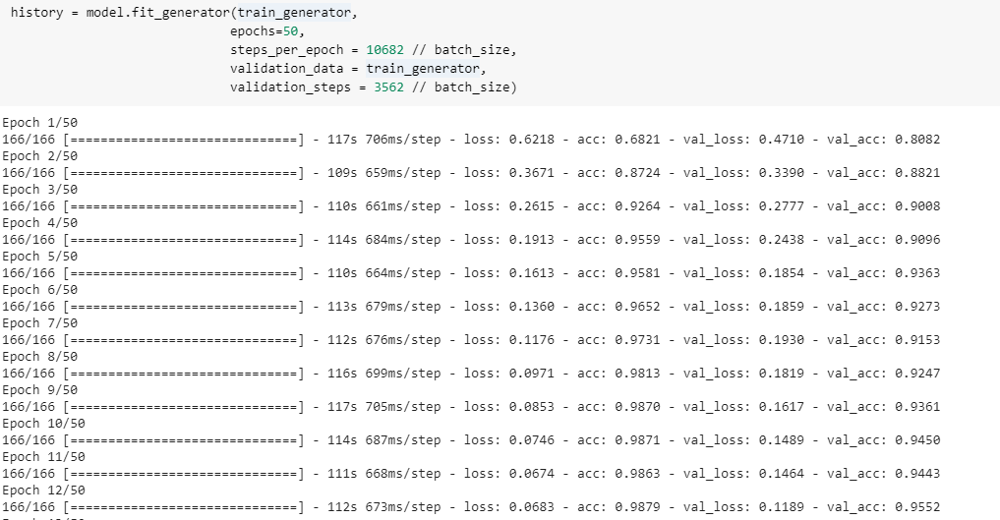 history = model.fit_generator(train_generator,
epochs=50,
steps_per_epoch = 10682 // batch_size,
validation_data = train_generator,
validation_steps = 3562 // batch_size)
Epoch 1/50
166/166 [==============================] - 117s 706ms/step - loss: 0.6218 - acc: 0.6821 - val_loss: 0.4710 - val_acc: 0.8082
Epoch 2/50
166/166 [==============================] - 109s 659ms/step - loss: 0.3671 - acc: 0.8724 - val_loss: 0.3390 - val_acc: 0.8821
Epoch 3/50
166/166 [==============================] - 110s 661ms/step - loss: 0.2615 - acc: 0.9264 - val_loss: 0.2777 - val_acc: 0.9008
Epoch 4/50
166/166 [==============================] - 114s 684ms/step - loss: 0.1913 - acc: 0.9559 - val_loss: 0.2438 - val_acc: 0.9096
Epoch 5/50
166/166 [==============================] - 110s 664ms/step - loss: 0.1613 - acc: 0.9581 - val_loss: 0.1854 - val_acc: 0.9363
Epoch 6/50
166/166 [==============================] - 113s 679ms/step - loss: 0.1360 - acc: 0.9652 - val_loss: 0.1859 - val_acc: 0.9273
Epoch 7/50
166/166 [==============================] - 112s 676ms/step - loss: 0.1176 - acc: 0.9731 - val_loss: 0.1930 - val_acc: 0.9153
Epoch 8/50
166/166 [==============================] - 116s 699ms/step - loss: 0.0971 - acc: 0.9813 - val_loss: 0.1819 - val_acc: 0.9247
Epoch 9/50
166/166 [==============================] - 117s 705ms/step - loss: 0.0853 - acc: 0.9870 - val_loss: 0.1617 - val_acc: 0.9361
Epoch 10/50
166/166 [==============================] - 114s 687ms/step - loss: 0.0746 - acc: 0.9871 - val_loss: 0.1489 - val_acc: 0.9450
Epoch 11/50
166/166 [==============================] - 111s 668ms/step - loss: 0.0674 - acc: 0.9863 - val_loss: 0.1464 - val_acc: 0.9443
Epoch 12/50
166/166 [==============================] - 112s 673ms/step - loss: 0.0683 - acc: 0.9879 - val_loss: 0.1189 - val_acc: 0.9552